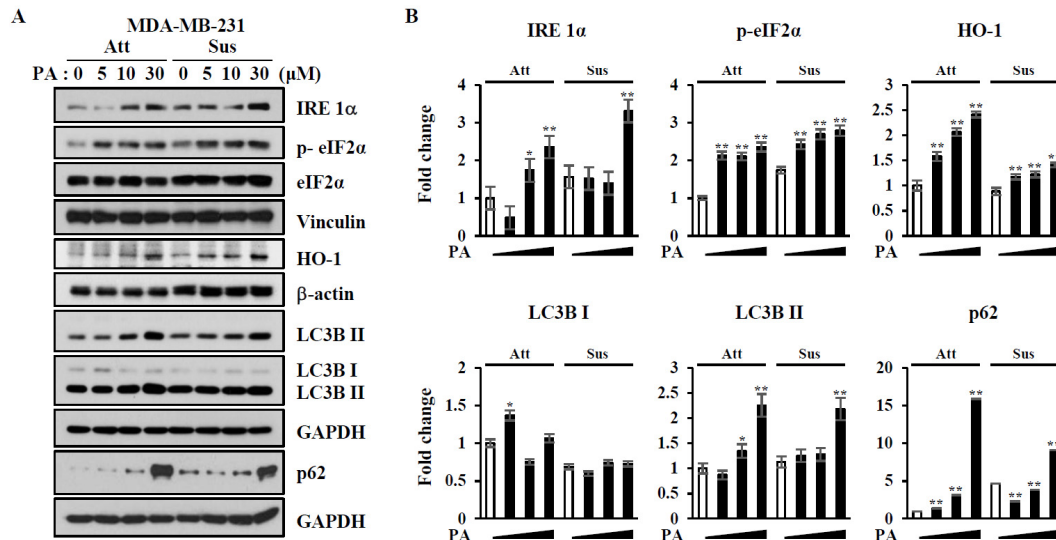 A
MDA-MB-231
Att Sus
PA : 0 5 10 30 0 5 10 30 (μM)
IRE 1α
p- eIF2α
eIF2α
Vinculin
HO-1
β-actin
LC3B II
LC3B I
LC3B II
GAPDH
p62
GAPDH
B
IRE 1α
Att Sus
Fold change
4
3
2
1
0
* ** **
PA
p-eIF2α
Att Sus
4
3
2
1
0
** ** ** ** ** **
PA
HO-1
Att Sus
3
2.5
2
1.5
1
0.5
0
** ** ** ** **
PA
LC3B I
Att Sus
Fold change
2
1.5
1
0.5
0
*
PA
LC3B II
Att Sus
3
2.5
2
1.5
1
0.5
0
* ** **
PA
p62
Att Sus
20
15
10
5
0
** ** ** ** **
PA